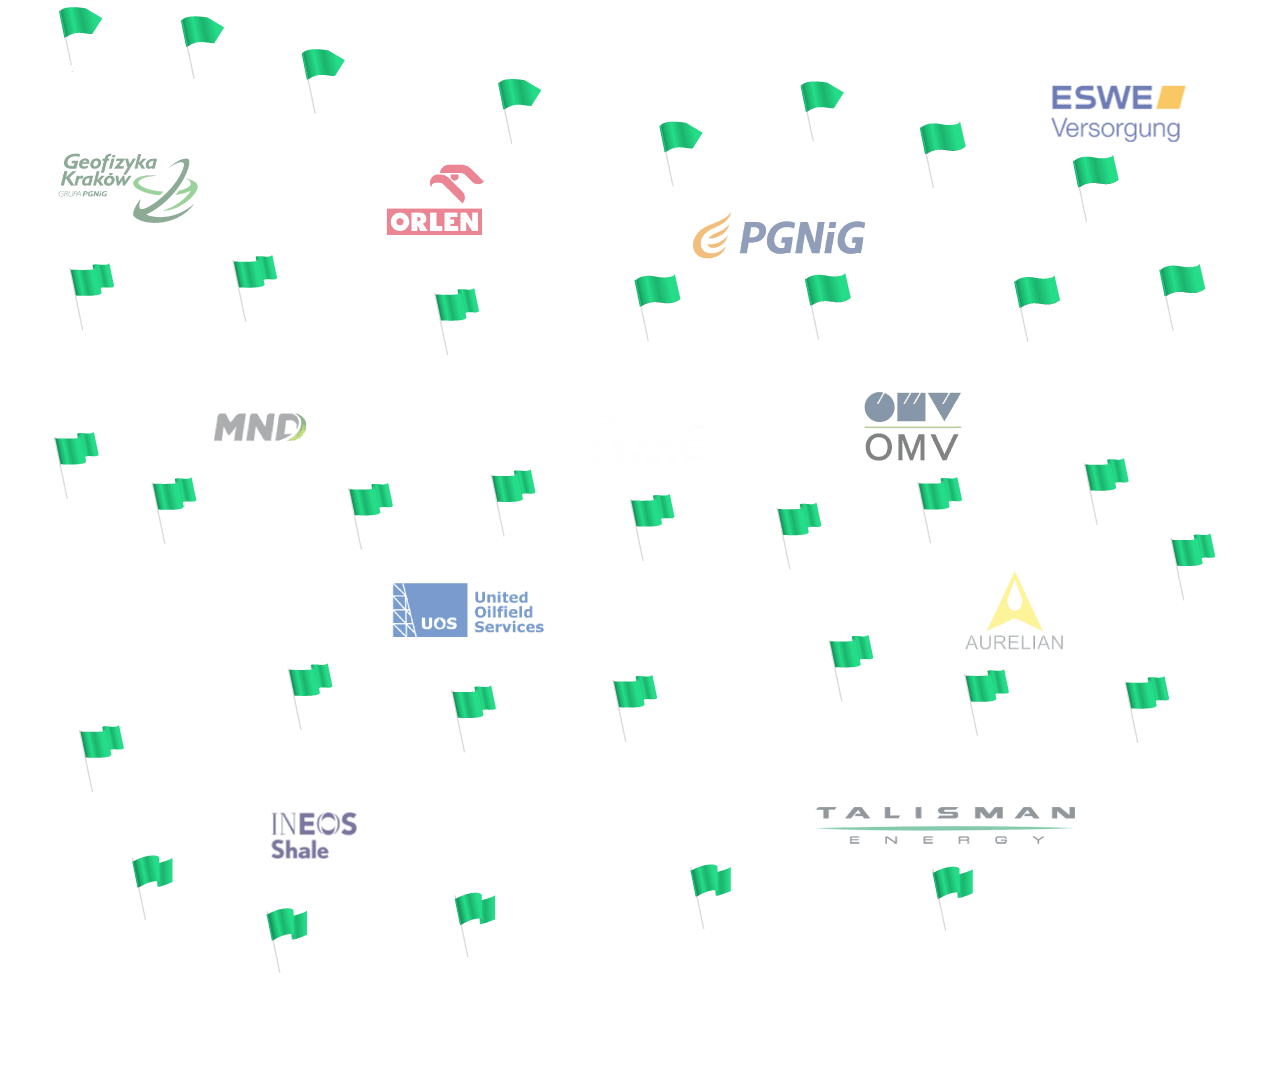 ESWE
Versorgung
Geofizyka
Kraków
GRUPA PGNiG
ORLEN
PGNiG
MND
OMV
OMV
UOS
United
Oilfield
Services
AURELIAN
INEOS
Shale
TALISMAN
ENERGY